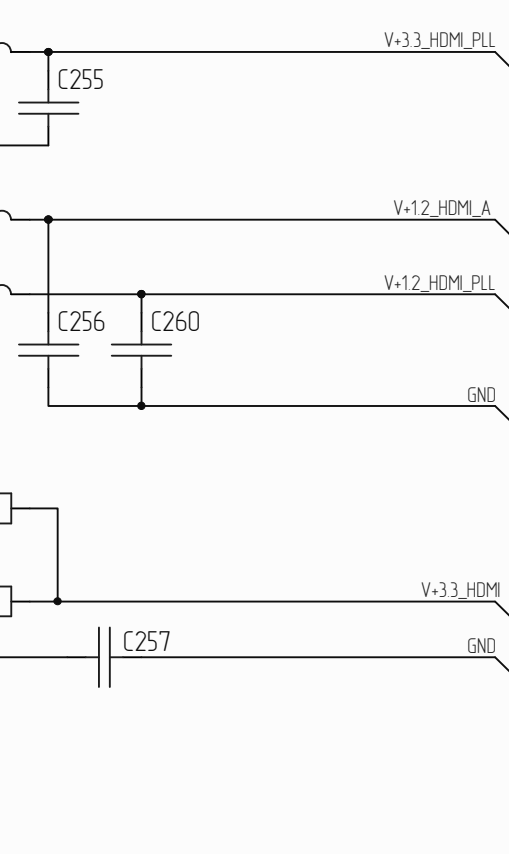 V+3.3_HDMI_PLL
C255
V+1.2_HDMI_A
V+1.2_HDMI_PLL
C256
C260
GND
V+3.3_HDMI
C257
GND